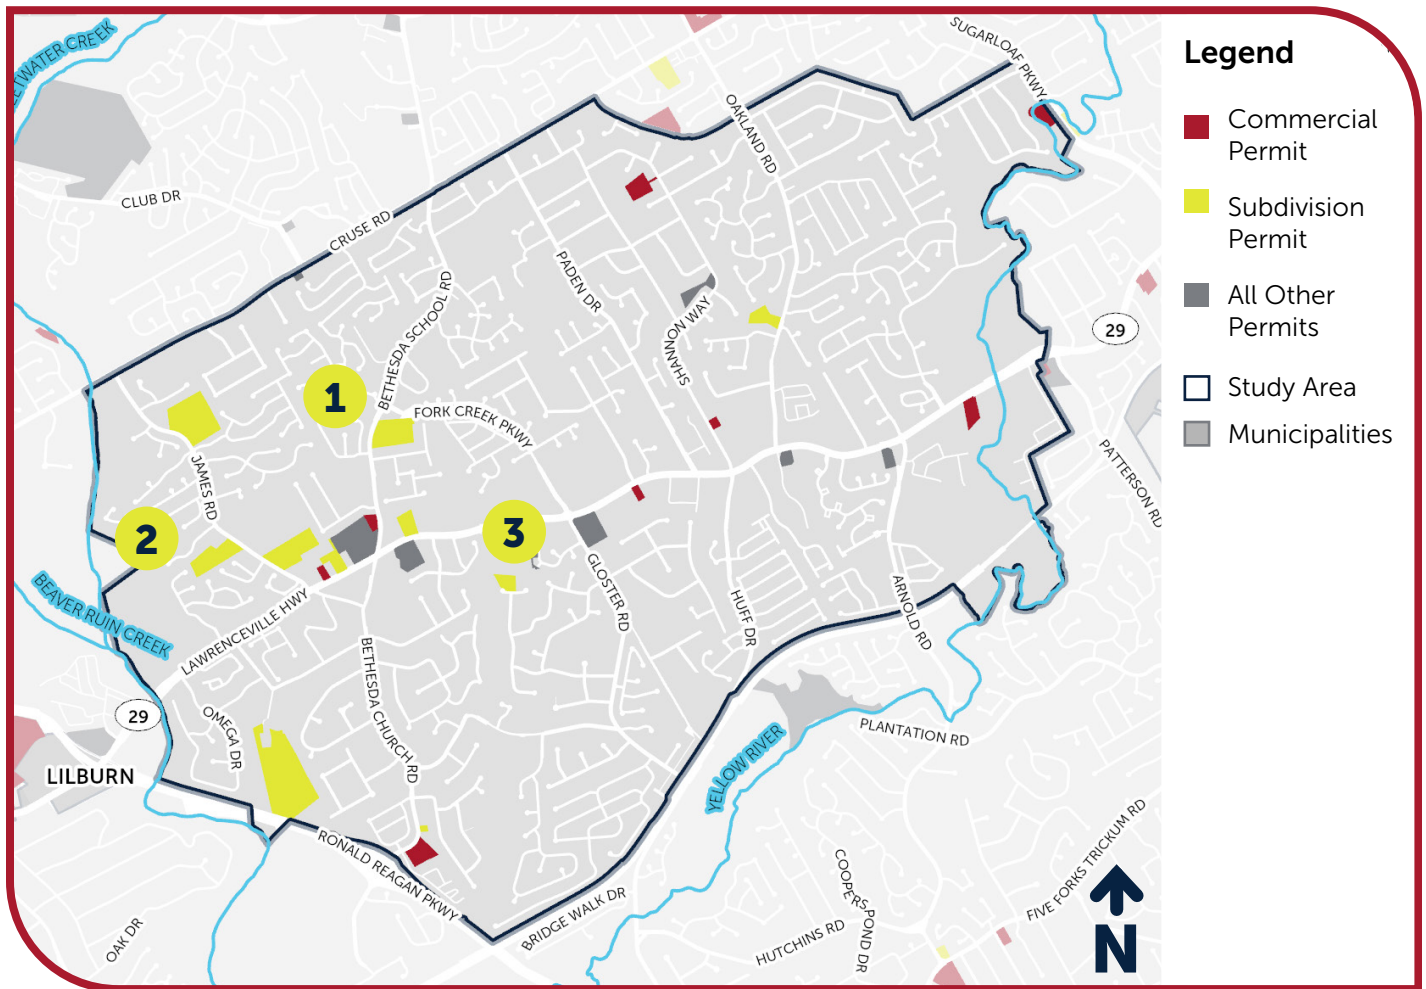 SUGARLOAF PKWY
ETWATER CREEK
OAKLAND RD
CLUB DR
CRUSE RD
PADEN DR
BETHESDA SCHOOL RD
SHANNON WAY
29
1
FORK CREEK PKWY
JAMES RD
PATTERSON RD
2
3
GLOSTER RD
HUFF DR
ARNOLD RD
BEAVER RUIN CREEK
LAWRENCEVILLE HWY
BETHESDA CHURCH RD
29
OMEGA DR
PLANTATION RD
YELLOW RIVER
LILBURN
RONALD REAGAN PKWY
BRIDGE WALK DR
OAK DR
COOPERS POND DR
HUTCHINS RD
FIVE FORKS TRICKUM RD
N
Legend
Commercial
Permit
Subdivision
Permit
All Other
Permits
Study Area
Municipalities